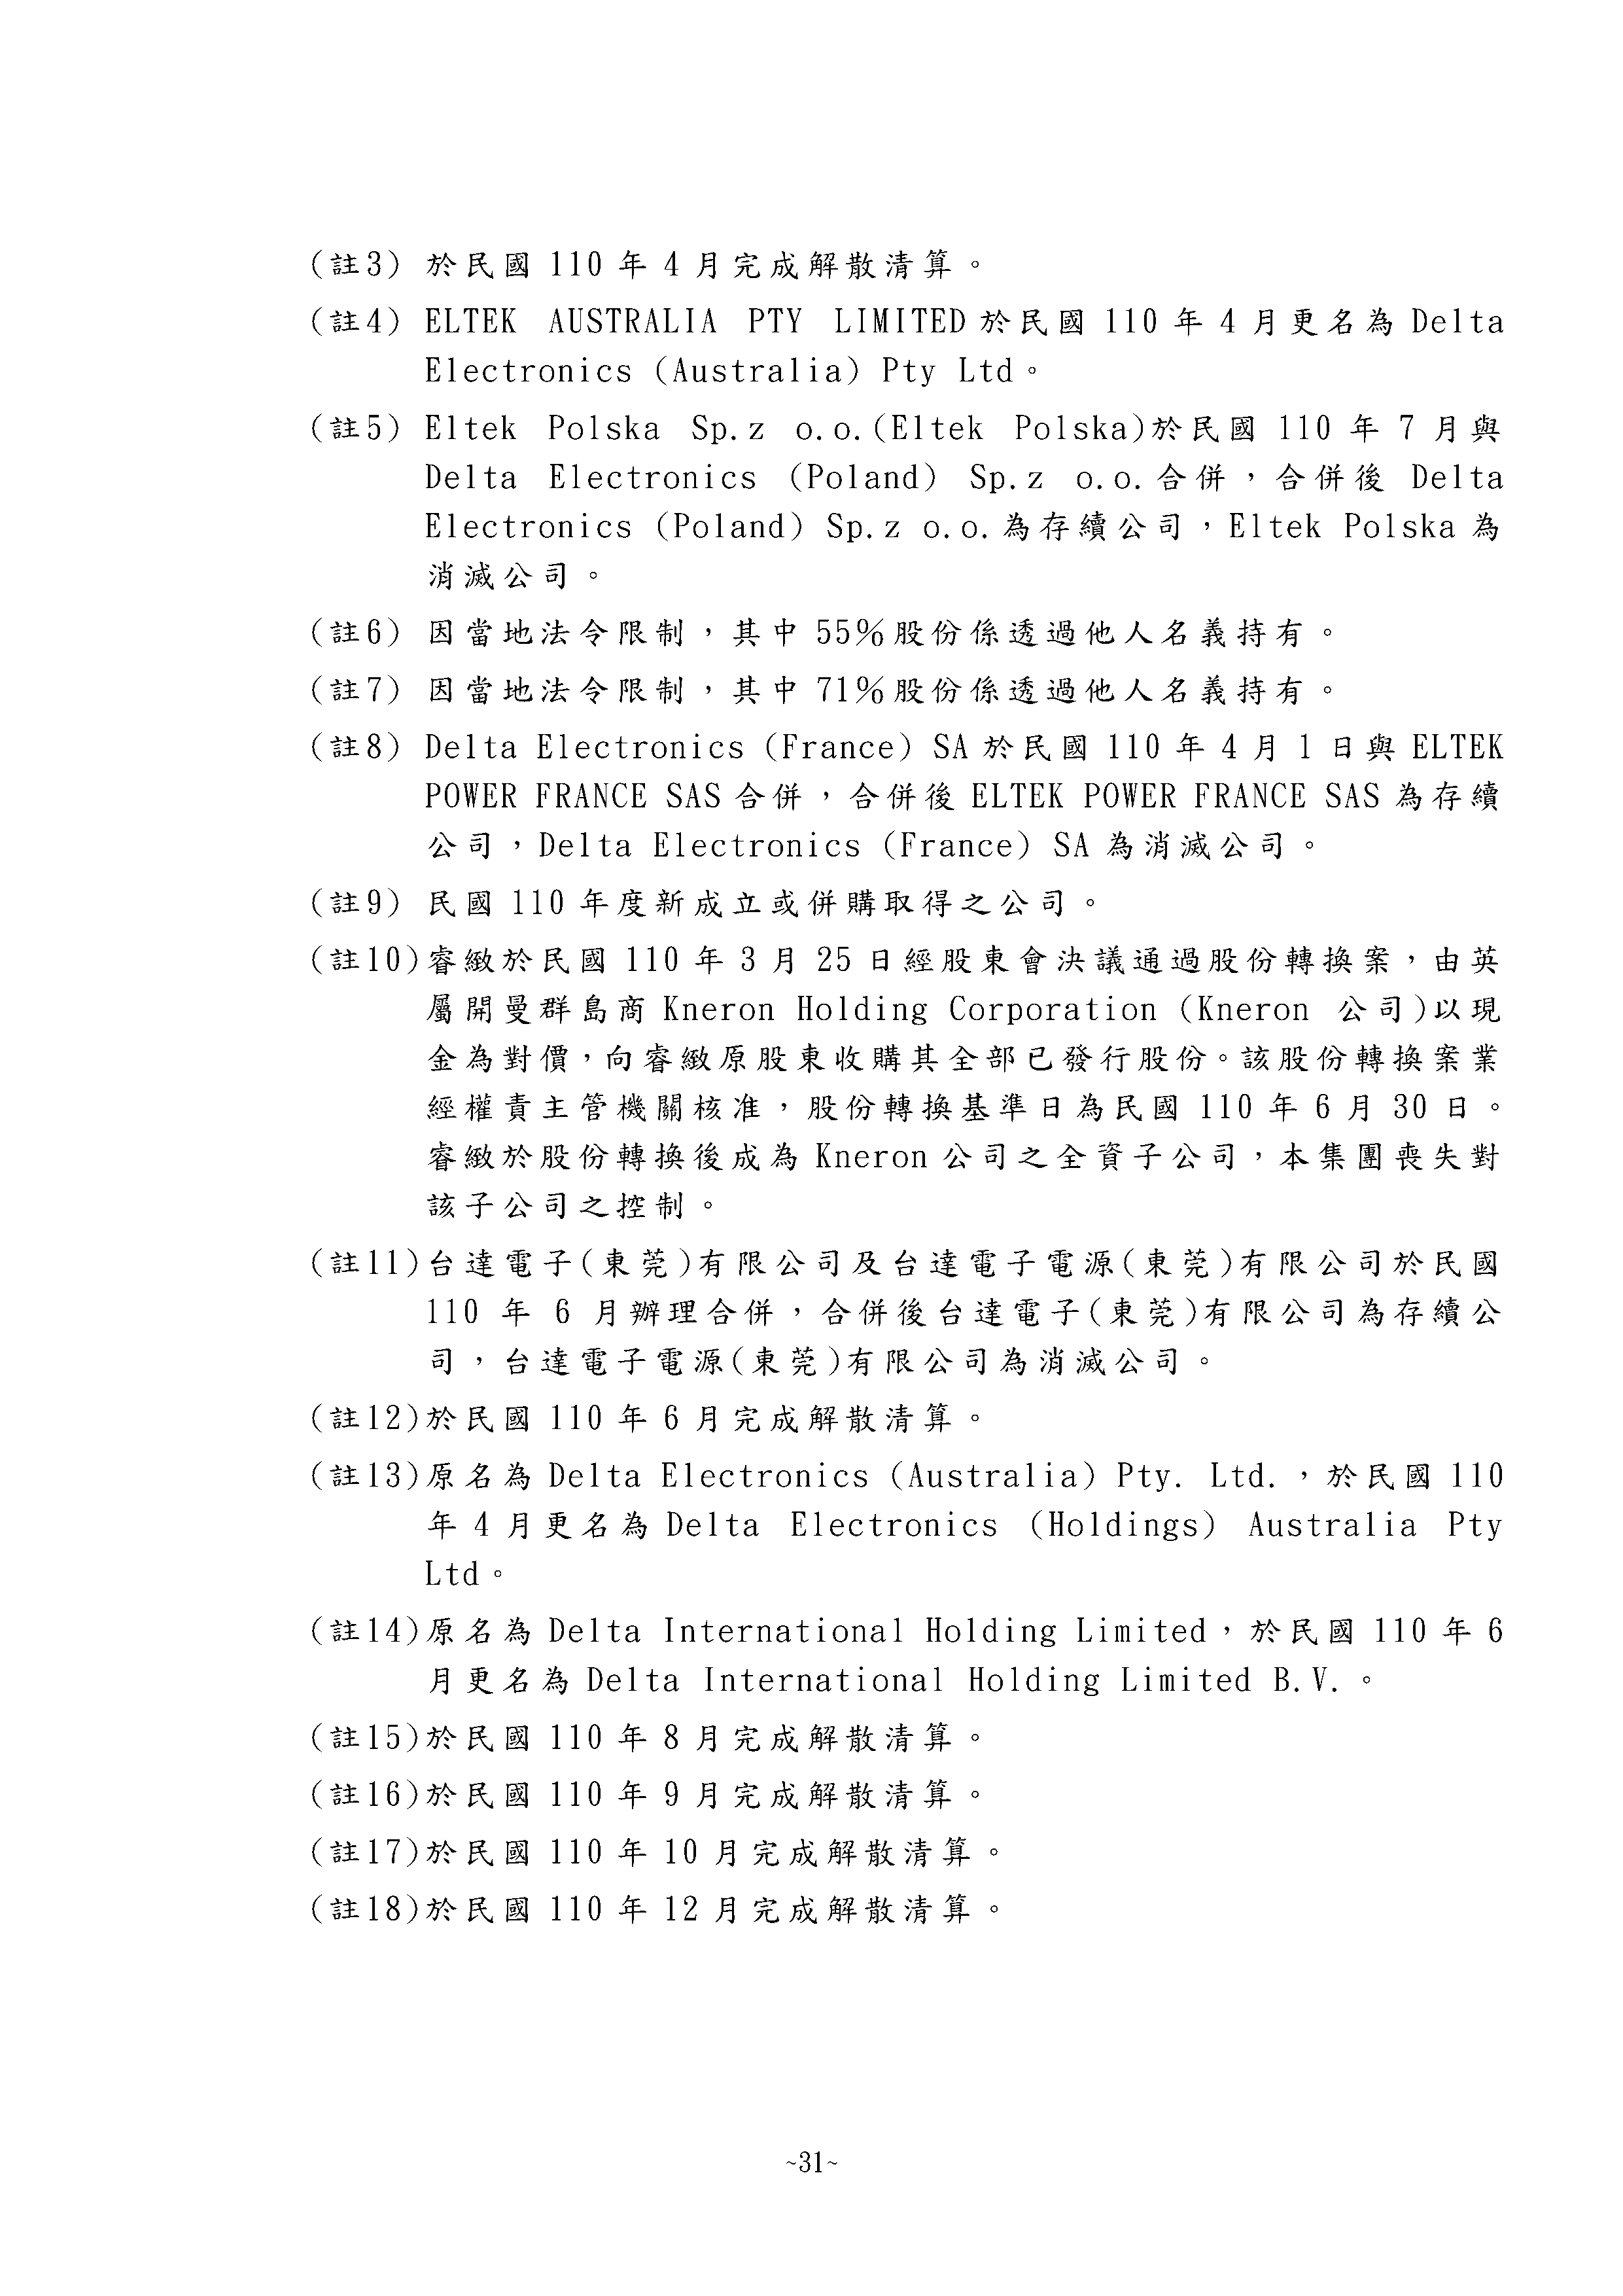 (註3) 於民國 110 年 4 月完成解散清算。
(註4) ELTEK AUSTRALIA PTY LIMITED 於民國 110 年 4 月更名為 Delta
Electronics (Australia) Pty Ltd。
(註5) Eltek Polska Sp.z o.o.(Eltek Polska)於民國 110 年 7 月與
Delta Electronics (Poland) Sp.z o.o.合併，合併後 Delta
Electronics (Poland) Sp.z o.o.為存續公司，Eltek Polska 為
消滅公司。
(註6) 因當地法令限制，其中 55%股份係透過他人名義持有。
(註7) 因當地法令限制，其中 71%股份係透過他人名義持有。
(註8) Delta Electronics (France) SA 於民國 110 年 4 月 1 日與 ELTEK
POWER FRANCE SAS 合併，合併後 ELTEK POWER FRANCE SAS 為存續
公司，Delta Electronics (France) SA 為消滅公司。
(註9) 民國 110 年度新成立或併購取得之公司。
(註10)睿緻於民國 110 年 3 月 25 日經股東會決議通過股份轉換案，由英
屬開曼群島商 Kneron Holding Corporation (Kneron 公司)以現
金為對價，向睿緻原股東收購其全部已發行股份。該股份轉換案業
經權責主管機關核准，股份轉換基準日為民國 110 年 6 月 30 日。
睿緻於股份轉換後成為 Kneron 公司之全資子公司，本集團喪失對
該子公司之控制。
(註11)台達電子(東莞)有限公司及台達電子電源(東莞)有限公司於民國
110 年 6 月辦理合併，合併後台達電子(東莞)有限公司為存續公
司，台達電子電源(東莞)有限公司為消滅公司。
(註12)於民國 110 年 6 月完成解散清算。
(註13)原名為 Delta Electronics (Australia) Pty. Ltd.，於民國 110
年 4 月更名為 Delta Electronics (Holdings) Australia Pty
Ltd。
(註14)原名為 Delta International Holding Limited，於民國 110 年 6
月更名為 Delta International Holding Limited B.V.。
(註15)於民國 110 年 8 月完成解散清算。
(註16)於民國 110 年 9 月完成解散清算。
(註17)於民國 110 年 10 月完成解散清算。
(註18)於民國 110 年 12 月完成解散清算。
~31~